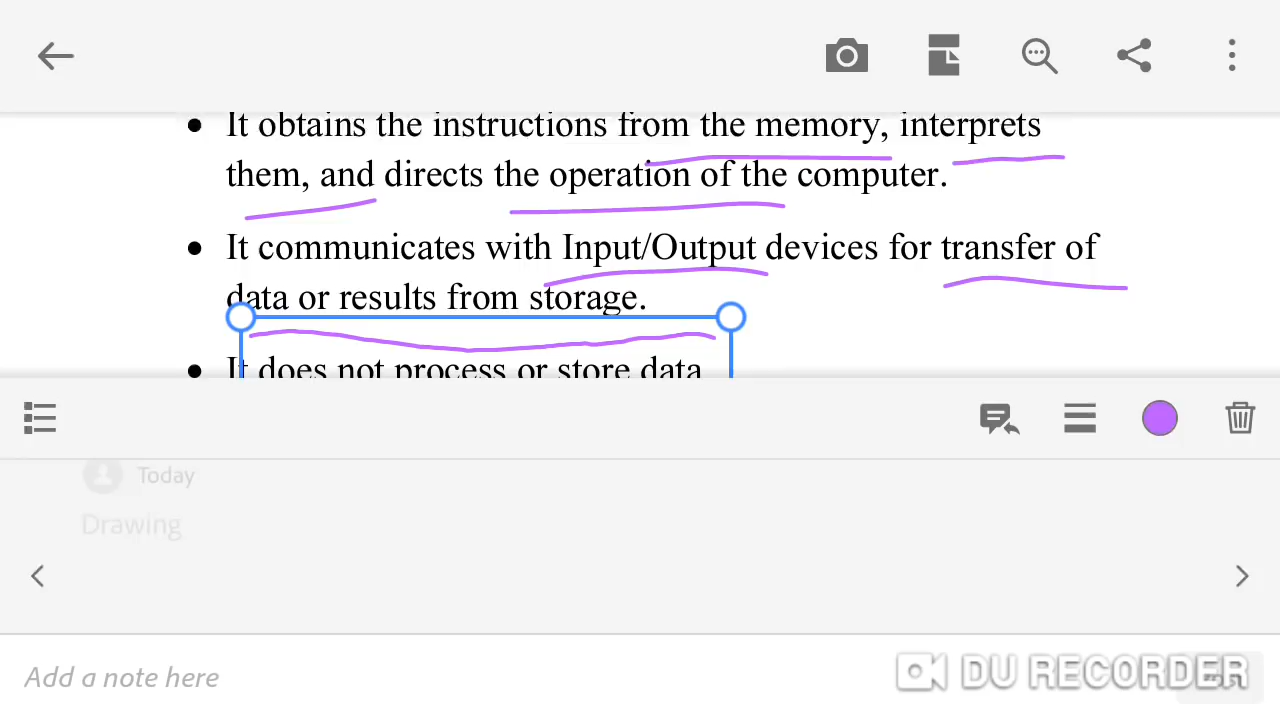 It obtains the instructions from the memory, interprets
them, and directs the operation of the computer.
It communicates with Input/Output devices for transfer of
data or results from storage.
It does not process or store data
Today
Drawing
Add a note here
DU RECORDER